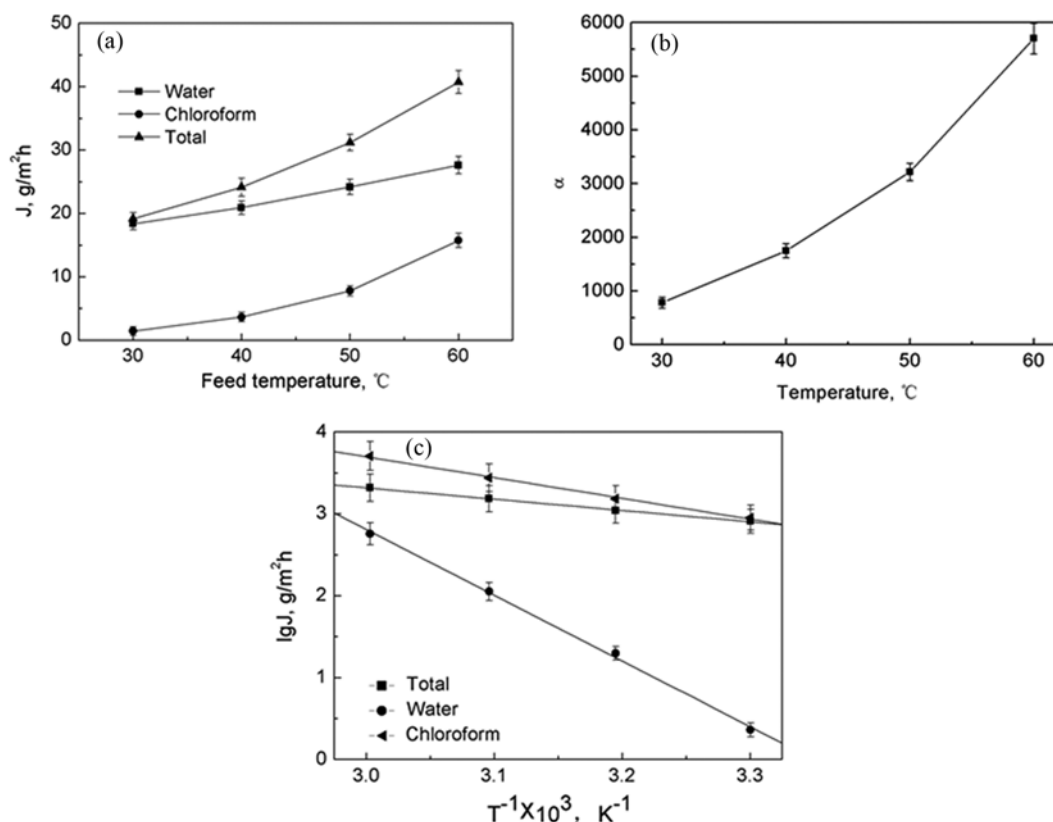 (a)
50
40
30
20
10
0
J, g/m²h
Water
Chloroform
Total
30 40 50 60
Feed temperature, ℃
(b)
6000
5000
4000
3000
2000
1000
0
α
30 40 50 60
Temperature, ℃
(c)
4
3
2
1
0
lgJ, g/m²h
Total
Water
Chloroform
3.0 3.1 3.2 3.3
T⁻¹X10³, K⁻¹